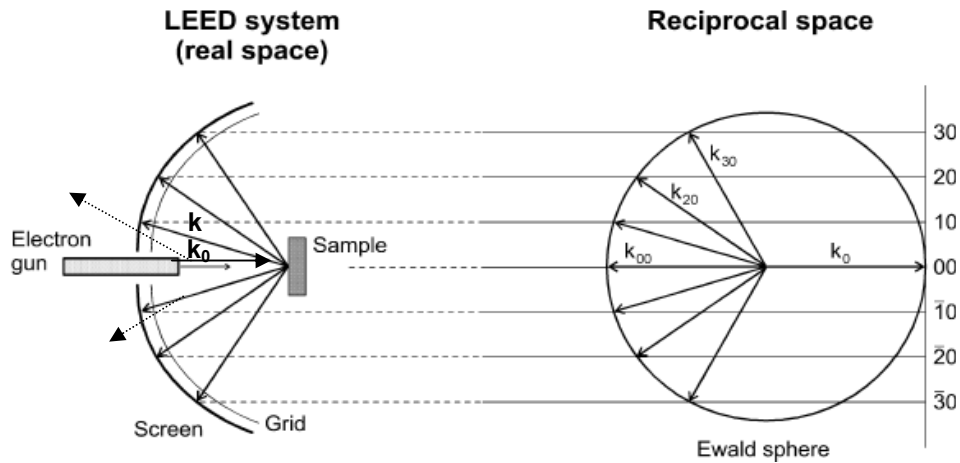 LEED system
(real space)
Reciprocal space
30
k₃₀
20
k₂₀
k
10
Electron
gun
k₀
Sample
k₀₀
k₀
00
1̅0
2̅0
3̅0
Grid
Screen
Ewald sphere